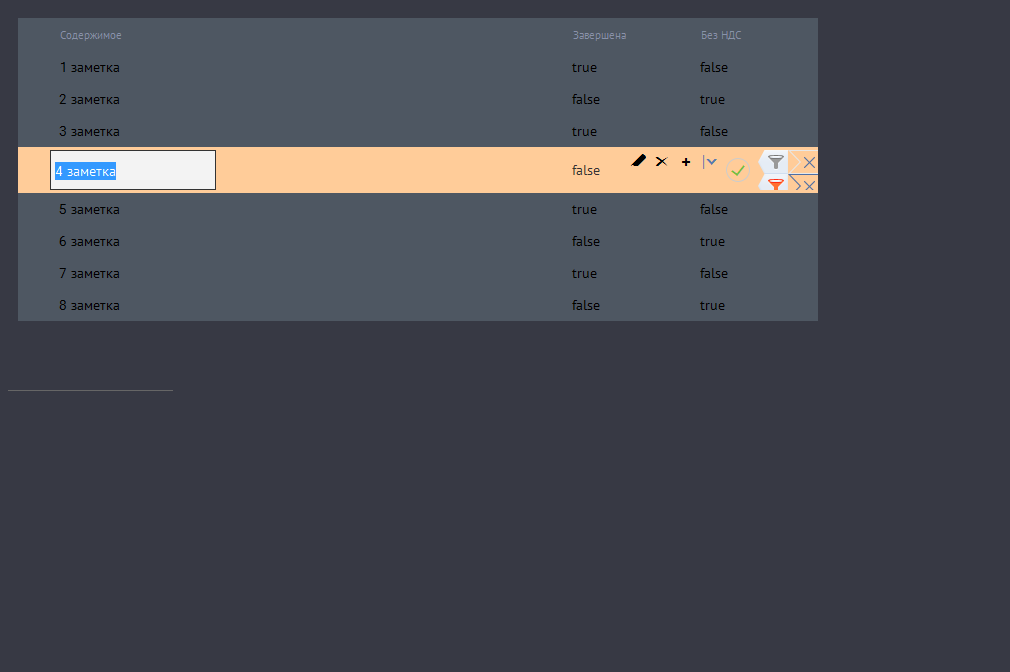 Содержимое Завершена Без НДС
1 заметка true false
2 заметка false true
3 заметка true false
4 заметка false
5 заметка true false
6 заметка false true
7 заметка true false
8 заметка false true